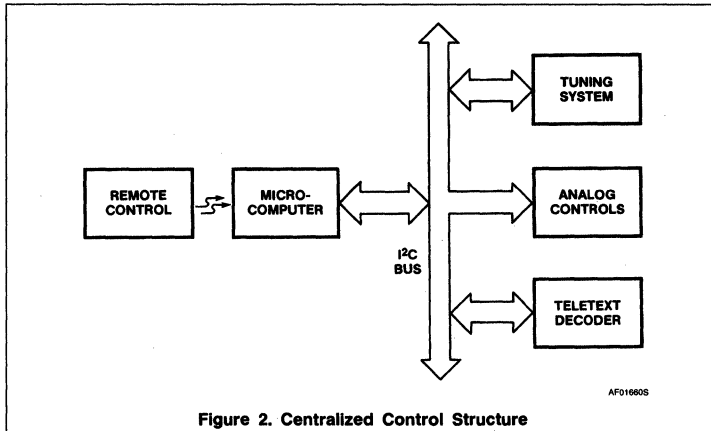 TUNING
SYSTEM
REMOTE
CONTROL
MICRO-
COMPUTER
ANALOG
CONTROLS
I²C
BUS
TELETEXT
DECODER
AF01660S
Figure 2. Centralized Control Structure